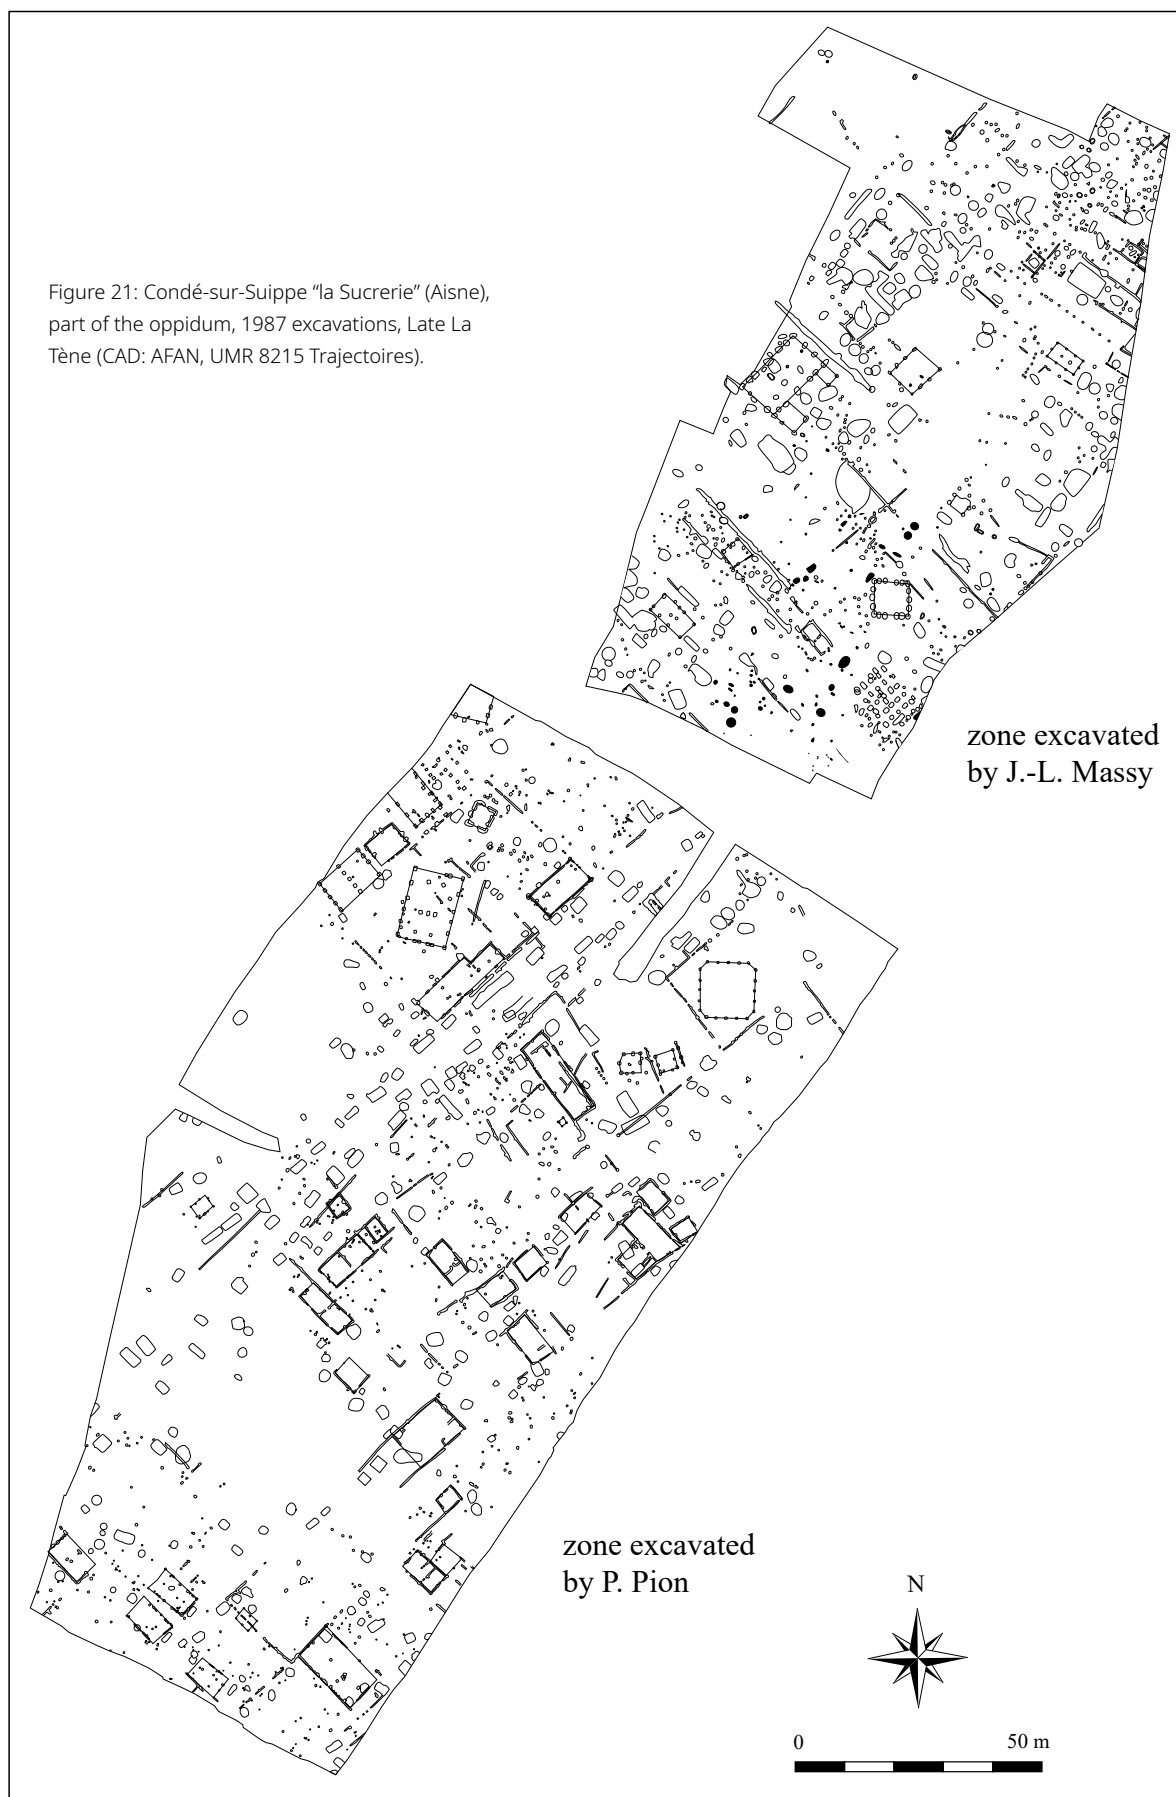 Figure 21: Condé-sur-Suippe “la Sucrerie” (Aisne),
part of the oppidum, 1987 excavations, Late La
Tène (CAD: AFAN, UMR 8215 Trajectoires).
zone excavated
by J.-L. Massy
zone excavated
by P. Pion
N
0 50 m